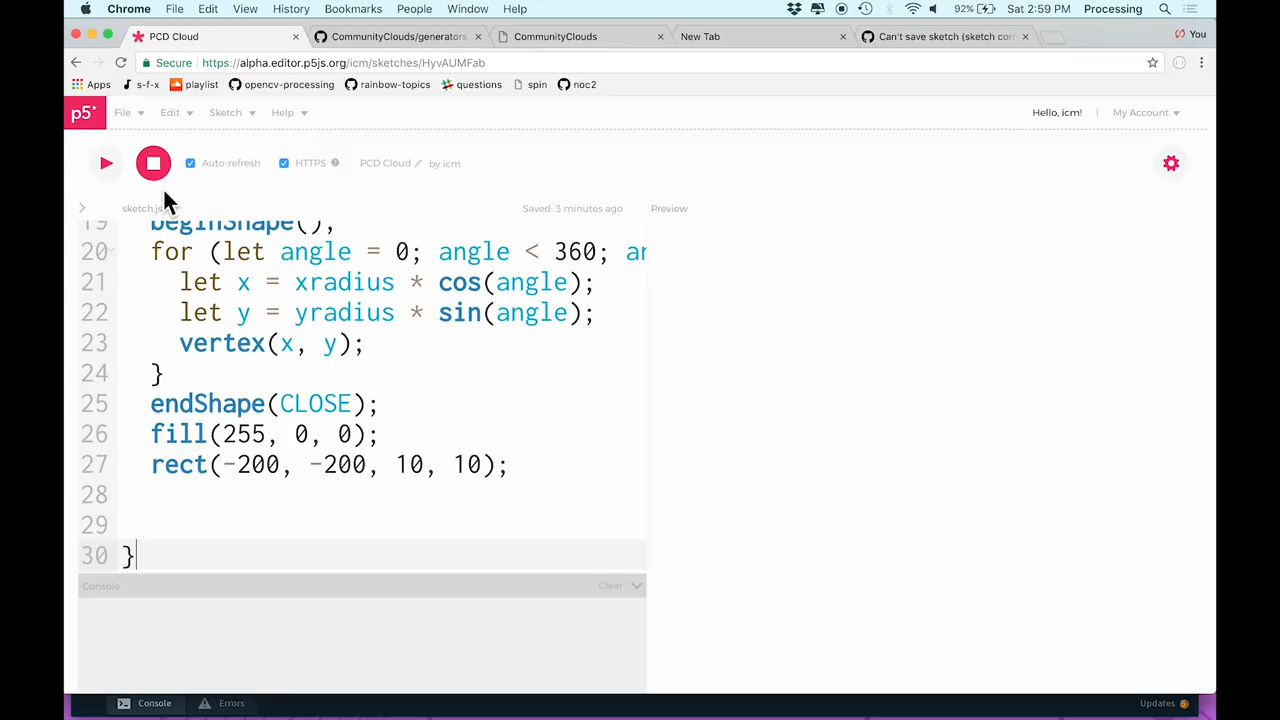 Chrome File Edit View History Bookmarks People Window Help 92% Sat 2:59 PM Processing
PCD Cloud CommunityClouds/generators CommunityClouds New Tab Can't save sketch (sketch corr You
Secure https://alpha.editor.p5js.org/icm/sketches/HyvAUMFab
Apps s-f-x playlist opencv-processing rainbow-topics questions spin noc2
p5* File Edit Sketch Help Hello, icm! | My Account
Auto-refresh HTTPS ? PCD Cloud by icm
sketch.js Saved: 3 minutes ago Preview
19 beginShape();
20 for (let angle = 0; angle < 360; an
21 let x = xradius * cos(angle);
22 let y = yradius * sin(angle);
23 vertex(x, y);
24 }
25 endShape(CLOSE);
26 fill(255, 0, 0);
27 rect(-200, -200, 10, 10);
28
29
30 }
Console Clear
Console Errors Updates